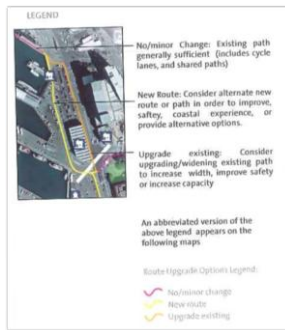 LEGEND
No/minor Change: Existing path
generally sufficient (includes cycle
lanes, and shared paths)
New Route: Consider alternate new
route or path in order to improve,
saftey, coastal experience, or
provide alternative options.
Upgrade existing: Consider
upgrading/widening existing path
to increase width, improve safety
or increase capacity
An abbreviated version of the
above legend appears on the
following maps
Route Upgrade Options Legend:
No/minor change
New route
Upgrade existing